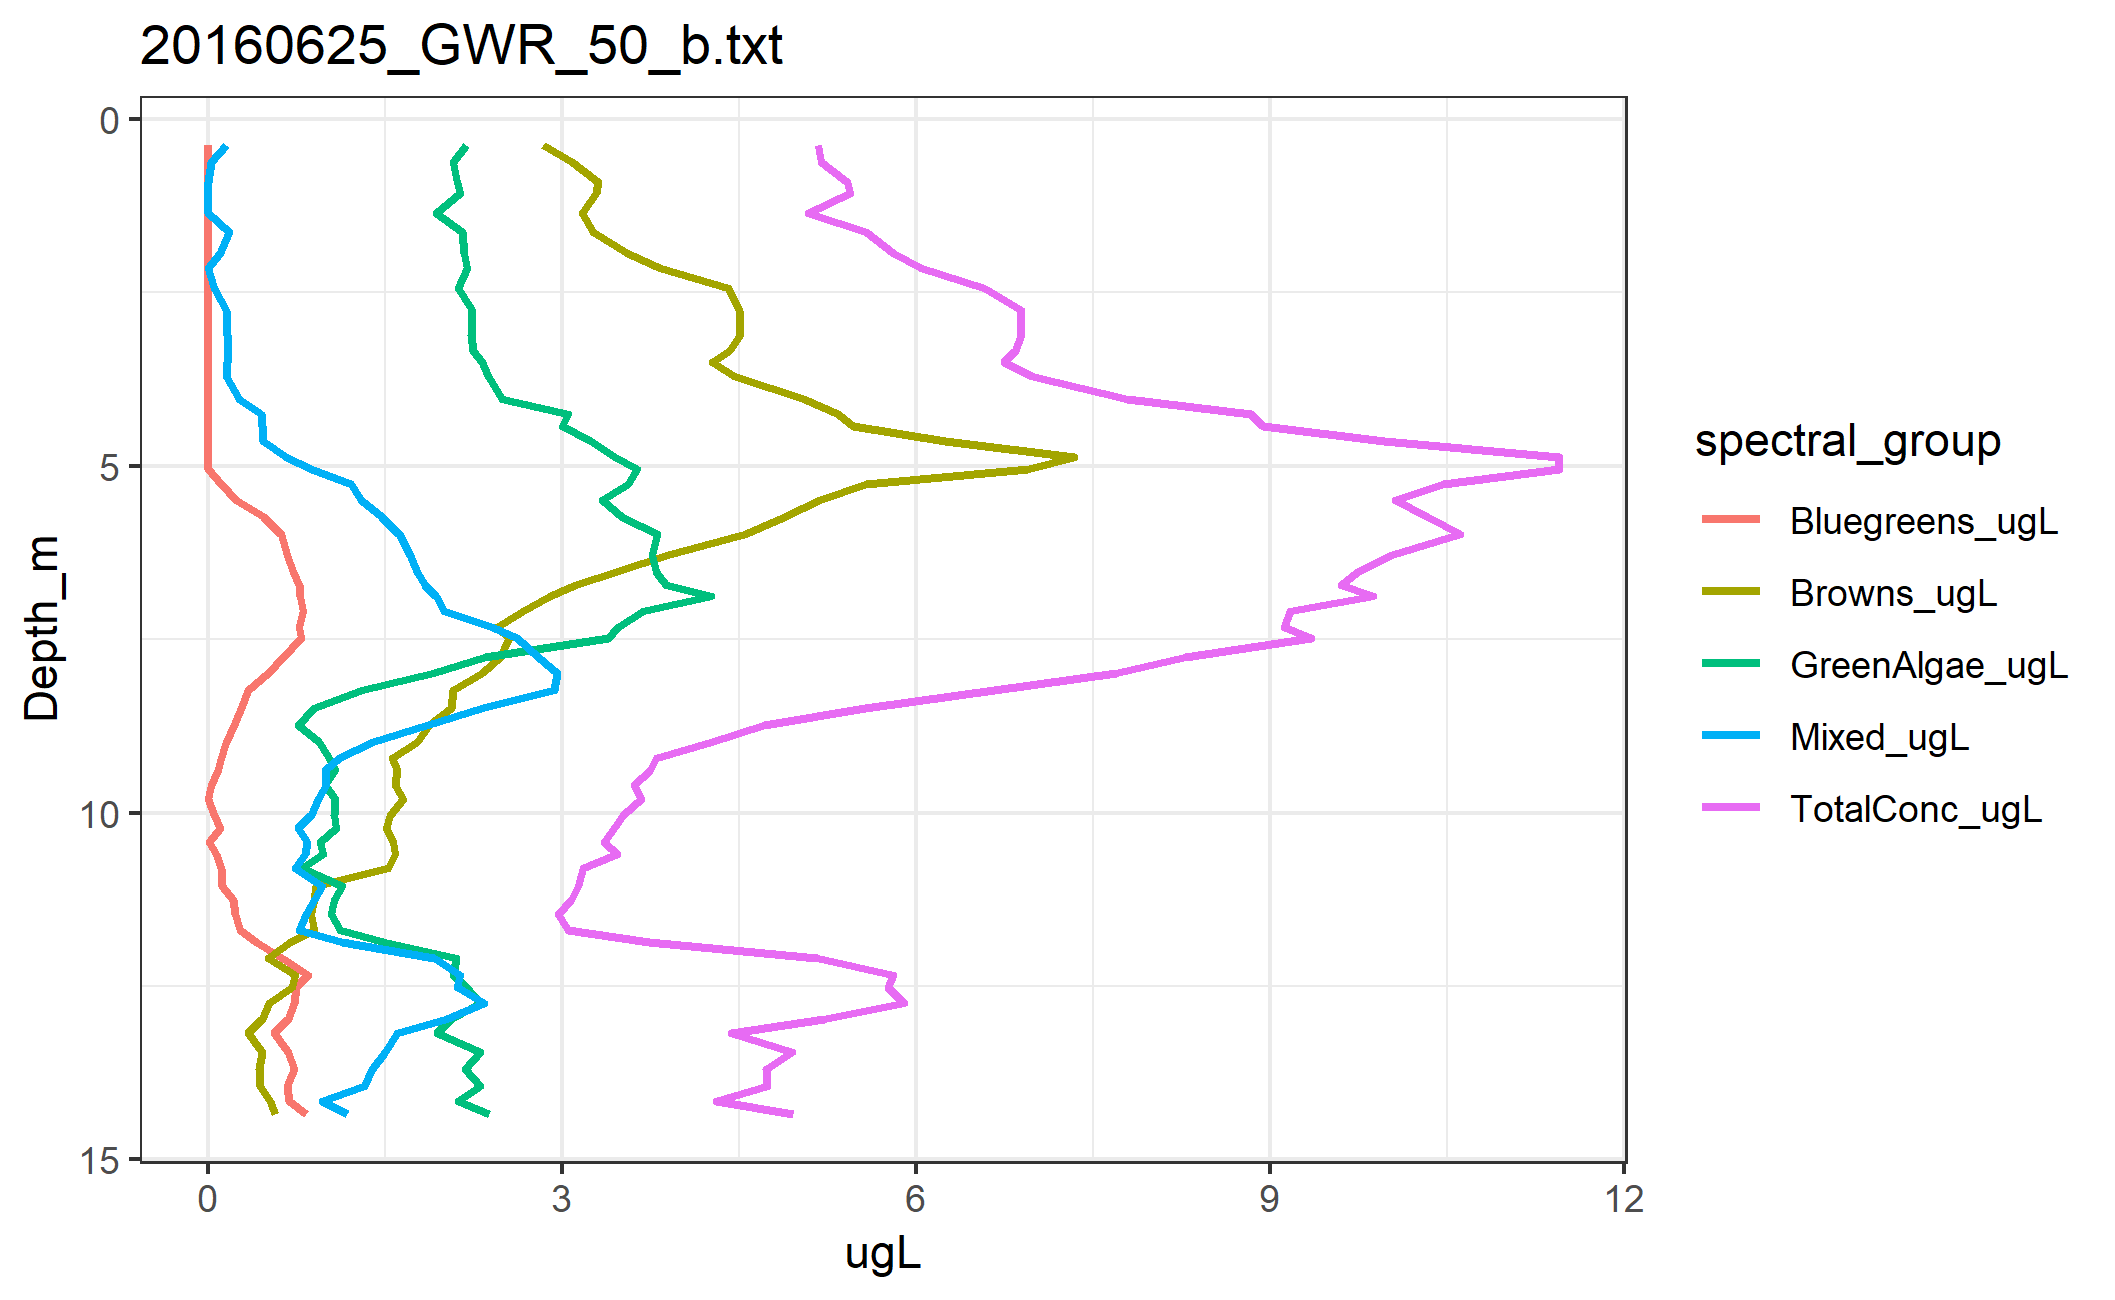 20160625_GWR_50_b.txt
0
5
10
15
Depth_m
0 3 6 9 12
ugL
spectral_group
Bluegreens_ugL
Browns_ugL
GreenAlgae_ugL
Mixed_ugL
TotalConc_ugL